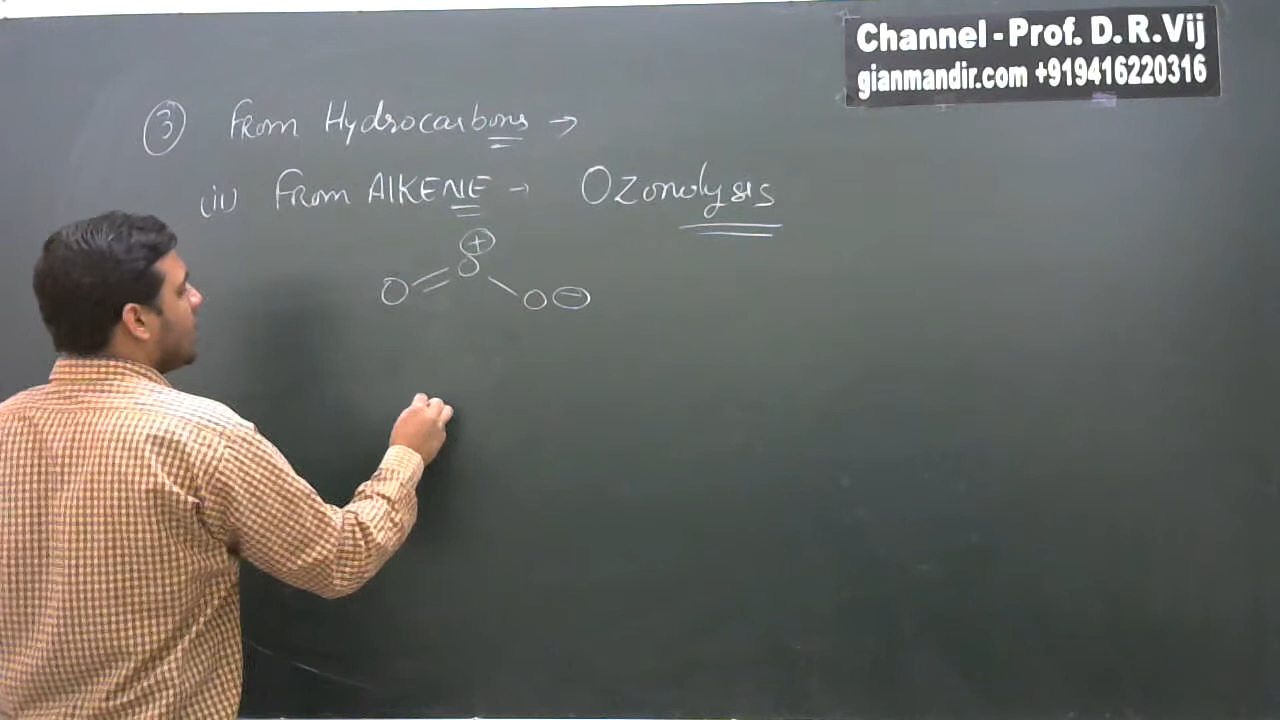 Channel - Prof. D. R. Vij
gianmandir.com +919416220316
③ From Hydrocarbons →
(ii) From AlKENE → Ozonolysis
⊕
O = O - O ⊖